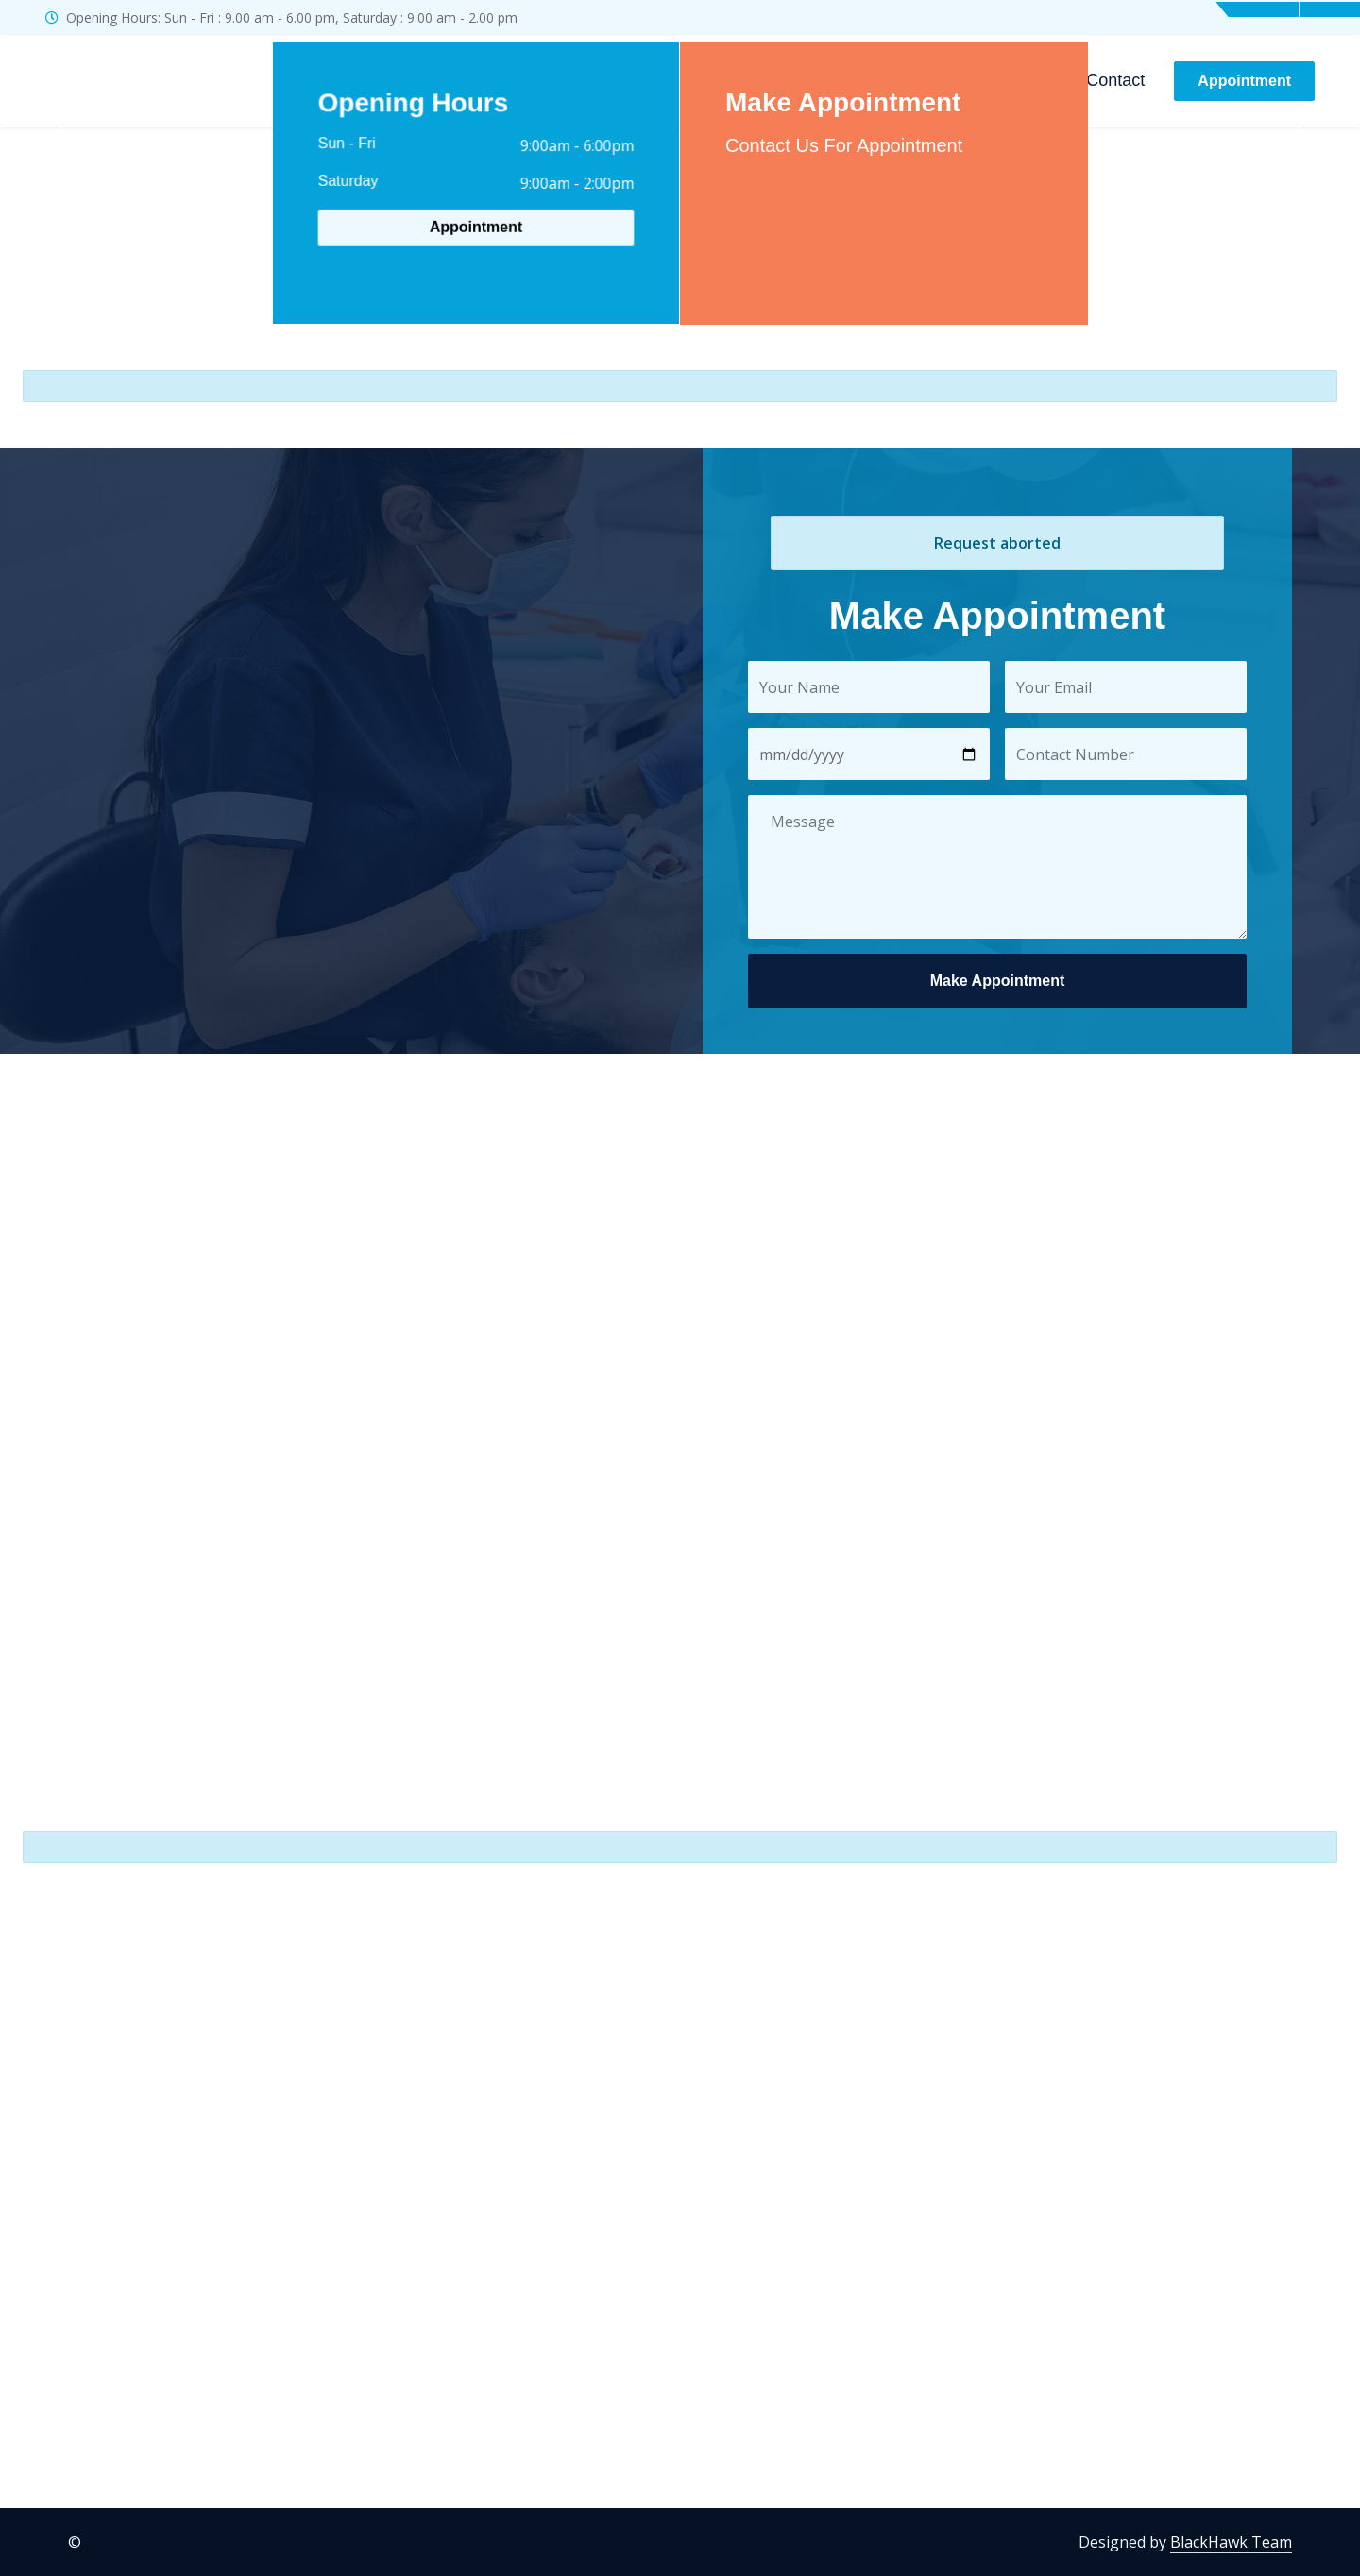 Opening Hours: Sun - Fri : 9.00 am - 6.00 pm, Saturday : 9.00 am - 2.00 pm
Contact
Appointment
Opening Hours
Sun - Fri 9:00am - 6:00pm
Saturday 9:00am - 2:00pm
Appointment
Make Appointment
Contact Us For Appointment
Request aborted
Make Appointment
Your Name Your Email
mm/dd/yyyy Contact Number
Message
Make Appointment
© Designed by BlackHawk Team